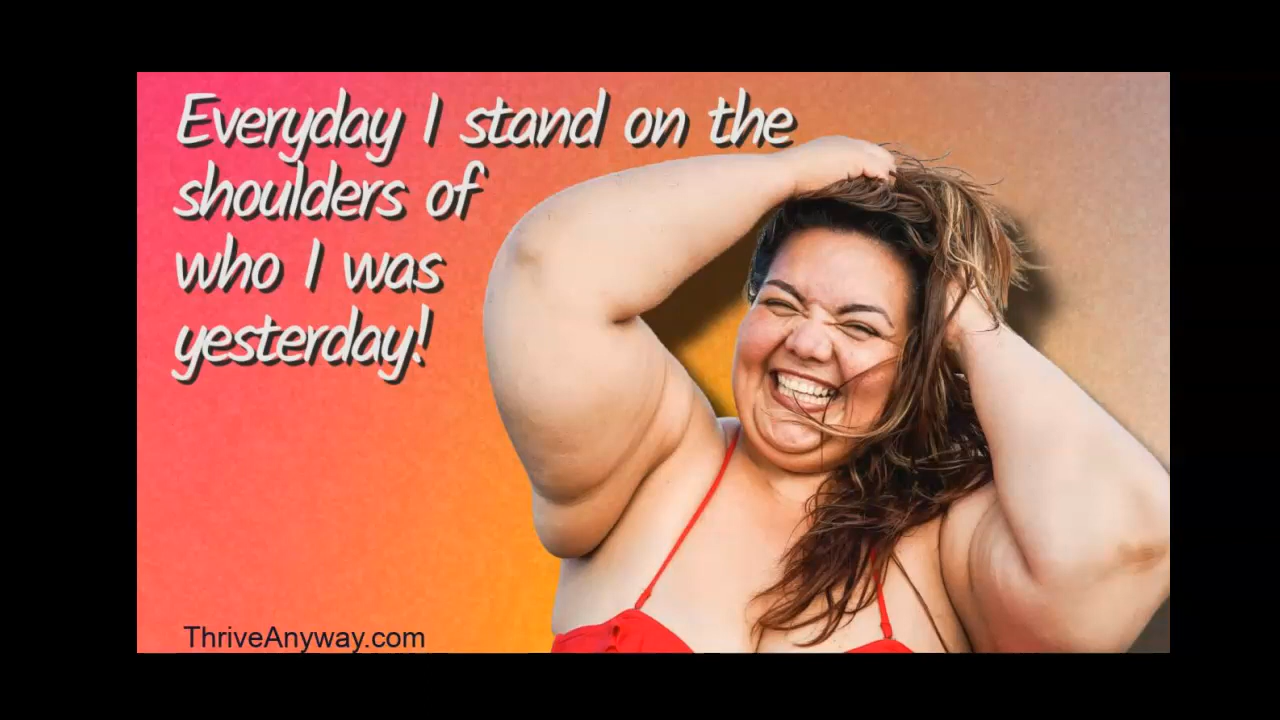 Everyday I stand on the
shoulders of
who I was
yesterday!
ThriveAnyway.com